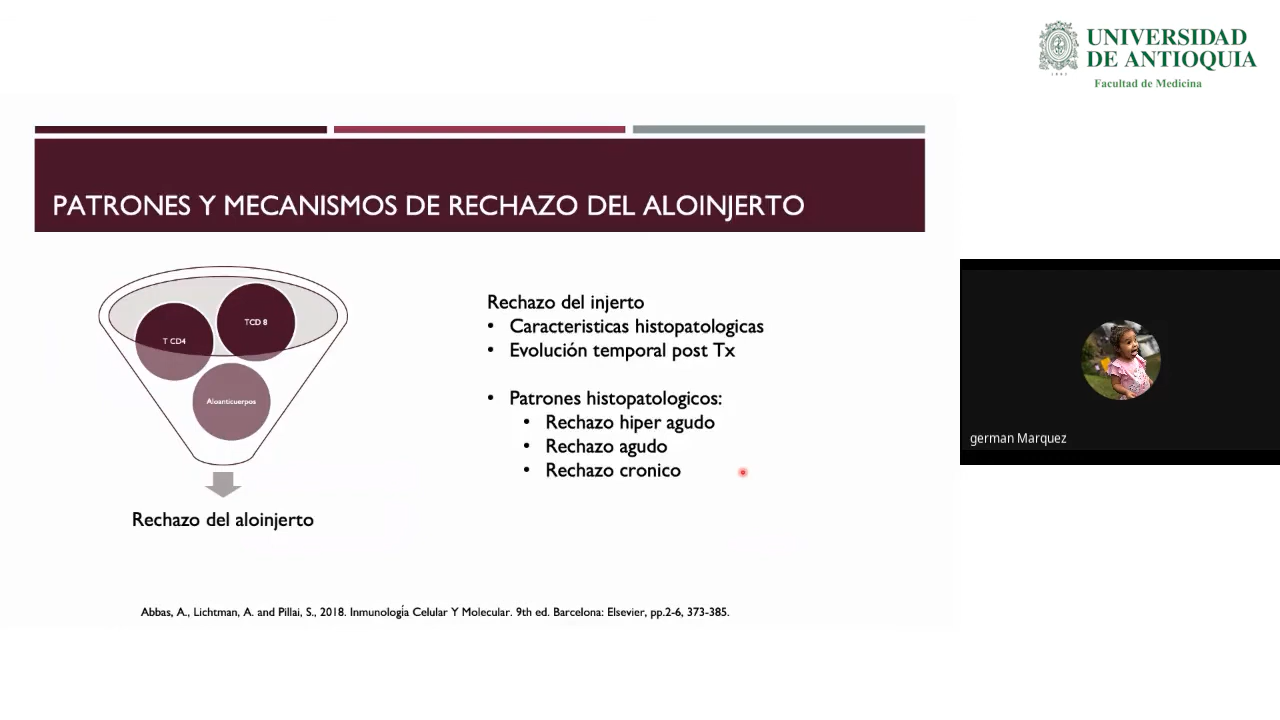 UNIVERSIDAD
DE ANTIOQUIA
1803
Facultad de Medicina
PATRONES Y MECANISMOS DE RECHAZO DEL ALOINJERTO
TCD 8
T CD4
Aloanticuerpos
Rechazo del aloinjerto
Rechazo del injerto
• Caracteristicas histopatologicas
• Evolución temporal post Tx
• Patrones histopatologicos:
• Rechazo hiper agudo
• Rechazo agudo
• Rechazo cronico
german Marquez
Abbas, A., Lichtman, A. and Pillai, S., 2018. Inmunología Celular Y Molecular. 9th ed. Barcelona: Elsevier, pp.2-6, 373-385.